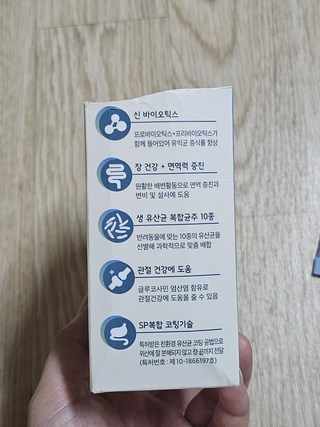 신 바이오틱스
프로바이오틱스+프리바이오틱스가
함께 들어있어 유익균 증식률 향상
장 건강 + 면역력 증진
원활한 배변활동으로 면역 증진과
변비 및 설사에 도움
생 유산균 복합균주 10종
반려동물에 맞는 10종의 유산균을
선별해 과학적으로 맞춤 배합
관절 건강에 도움
글루코사민 염산염 함유로
관절건강에 도움을 줄 수 있음
SP복합 코팅기술
특허받은 친환경 유산균 코팅 공법으로
위산에 잘 분해되지 않고 장 끝까지 전달
(특허번호 : 제 10-1866197호)